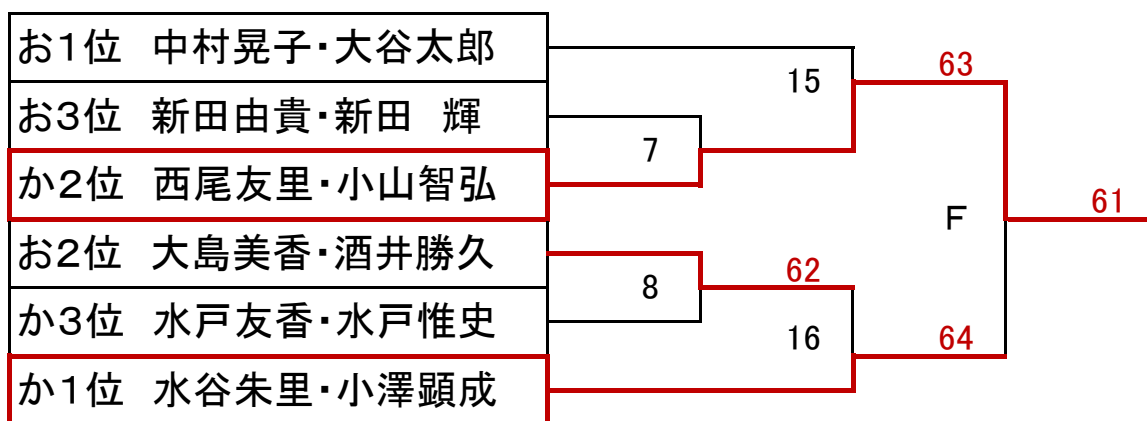 お1位 中村晃子・大谷太郎
15
63
お3位 新田由貴・新田 輝
7
か2位 西尾友里・小山智弘
F
61
お2位 大島美香・酒井勝久
8
62
か3位 水戸友香・水戸惟史
16
64
か1位 水谷朱里・小澤顕成